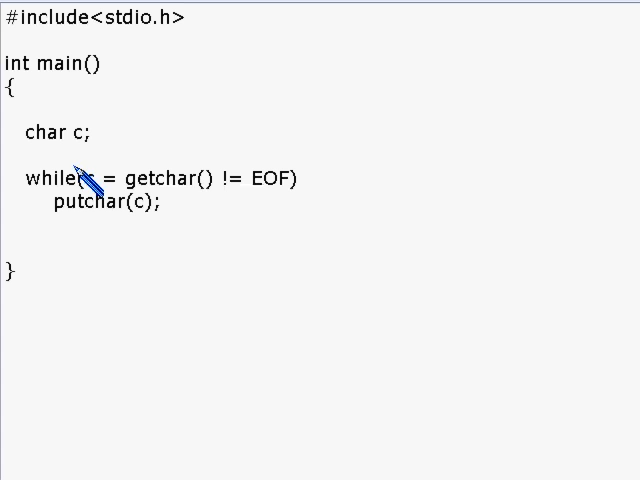 #include<stdio.h>
int main()
{
char c;
while(c = getchar() != EOF)
putchar(c);
}